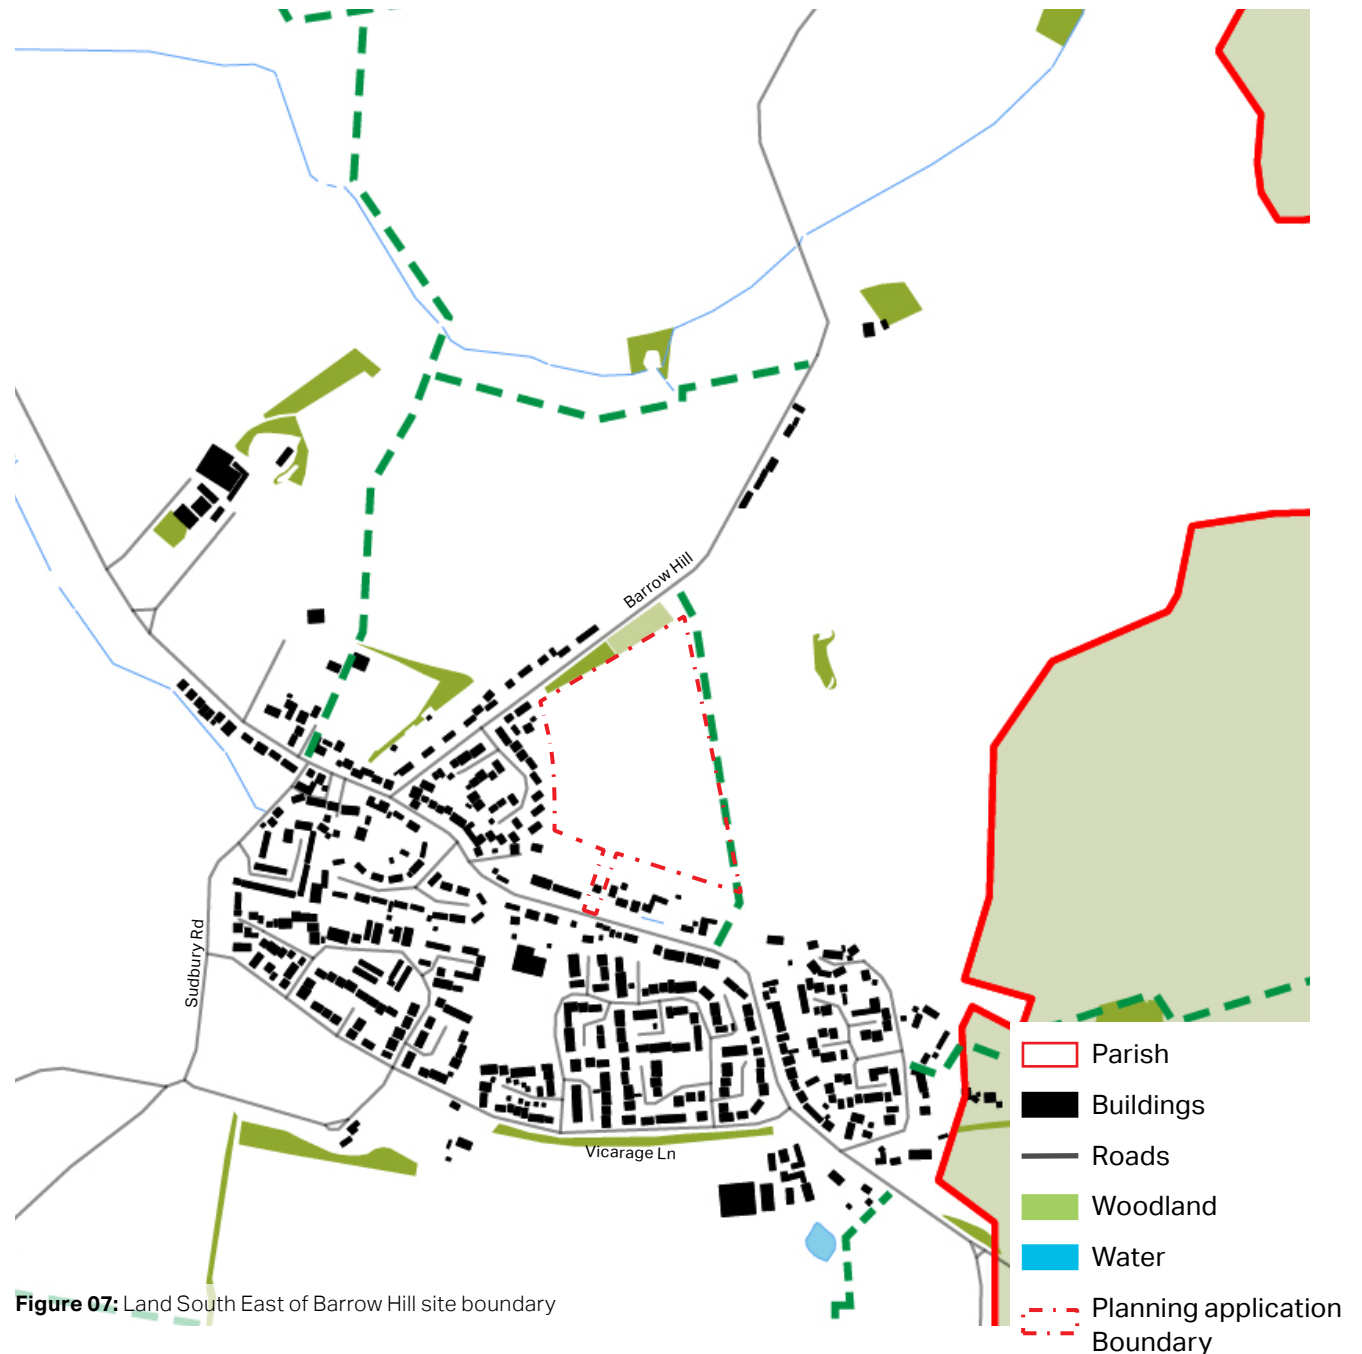 Barrow Hill
Sudbury Rd
Vicarage Ln
Parish
Buildings
Roads
Woodland
Water
Planning application
Boundary
Figure 07: Land South East of Barrow Hill site boundary